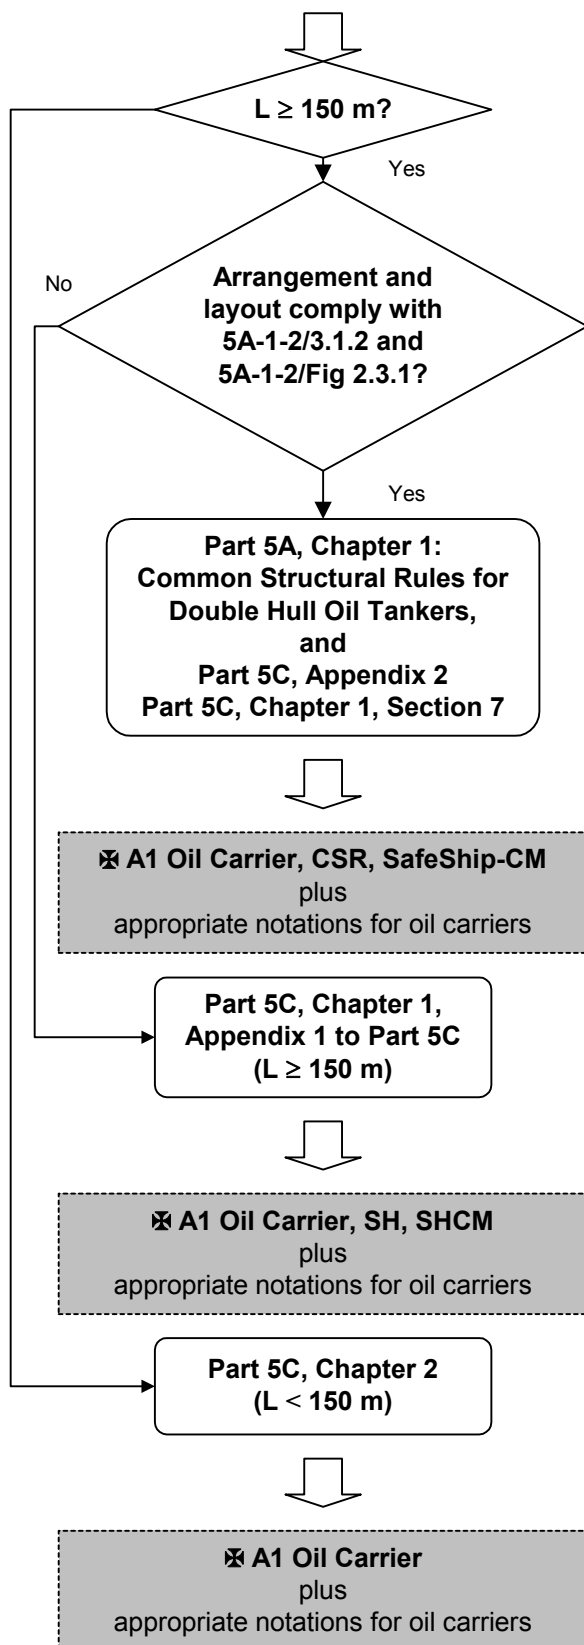 L ≥ 150 m?
Yes
No
Arrangement and
layout comply with
5A-1-2/3.1.2 and
5A-1-2/Fig 2.3.1?
Yes
Part 5A, Chapter 1:
Common Structural Rules for
Double Hull Oil Tankers,
and
Part 5C, Appendix 2
Part 5C, Chapter 1, Section 7
✠ A1 Oil Carrier, CSR, SafeShip-CM
plus
appropriate notations for oil carriers
Part 5C, Chapter 1,
Appendix 1 to Part 5C
(L ≥ 150 m)
✠ A1 Oil Carrier, SH, SHCM
plus
appropriate notations for oil carriers
Part 5C, Chapter 2
(L < 150 m)
✠ A1 Oil Carrier
plus
appropriate notations for oil carriers